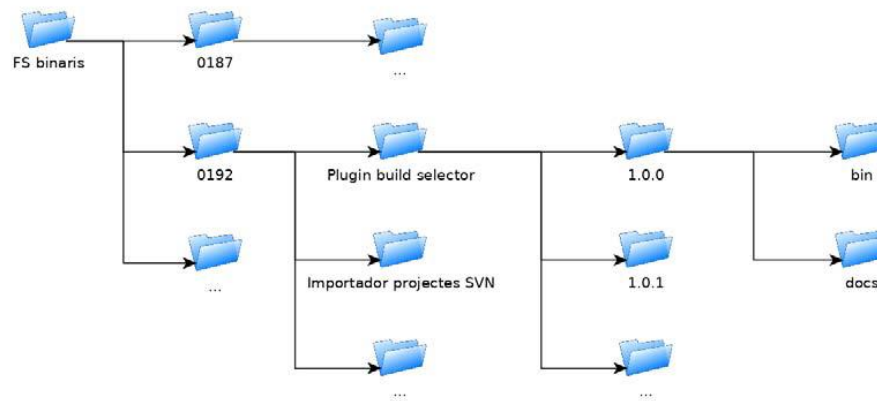 FS binaris
0187
...
0192
Plugin build selector
1.0.0
bin
...
Importador projectes SVN
1.0.1
docs
...
...